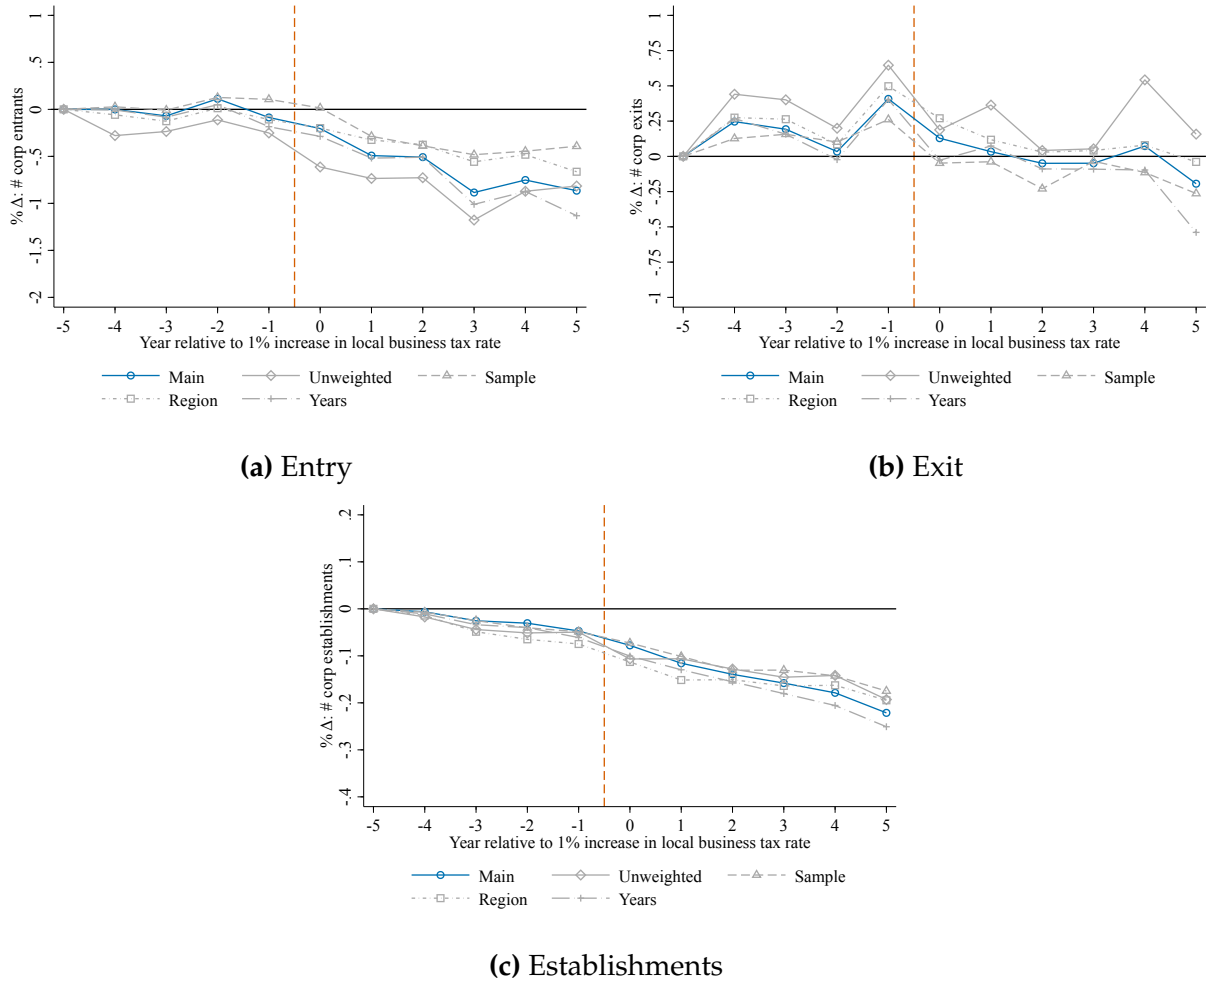 % Δ: # corp entrants
1
.5
0
-.5
-1
-1.5
-2
-5 -4 -3 -2 -1 0 1 2 3 4 5
Year relative to 1% increase in local business tax rate
Main Unweighted Sample
Region Years
(a) Entry
% Δ: # corp exits
1
.75
.5
.25
0
-.25
-.5
-.75
-1
-5 -4 -3 -2 -1 0 1 2 3 4 5
Year relative to 1% increase in local business tax rate
Main Unweighted Sample
Region Years
(b) Exit
% Δ: # corp establishments
.2
.1
0
-.1
-.2
-.3
-.4
-5 -4 -3 -2 -1 0 1 2 3 4 5
Year relative to 1% increase in local business tax rate
Main Unweighted Sample
Region Years
(c) Establishments